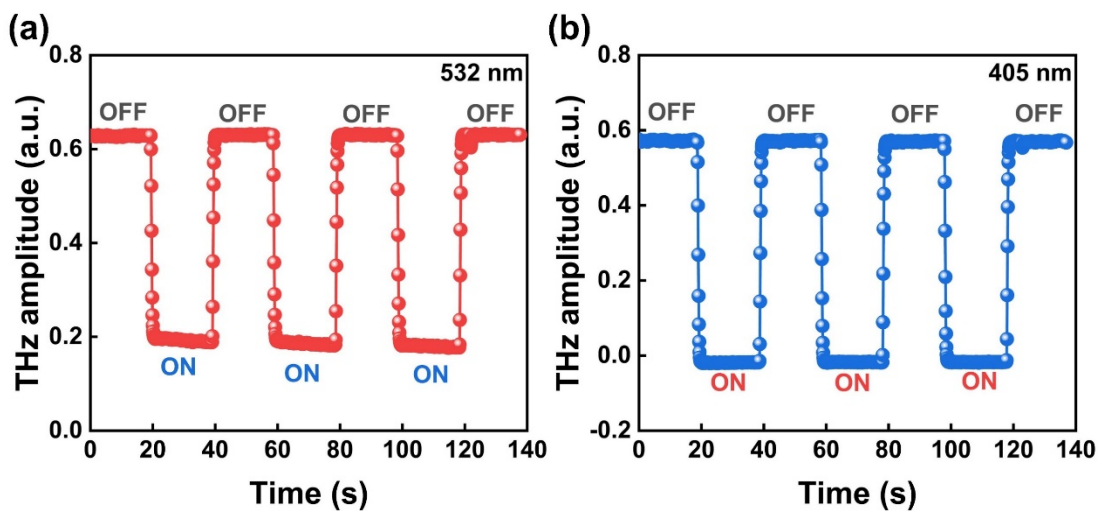 (a)
0.8
532 nm
OFF OFF OFF OFF
0.6
0.4
0.2
ON ON ON
0.0
0 20 40 60 80 100 120 140
Time (s)
THz amplitude (a.u.)
(b)
0.8
405 nm
OFF OFF OFF OFF
0.6
0.4
0.2
0.0
ON ON ON
-0.2
0 20 40 60 80 100 120 140
Time (s)
THz amplitude (a.u.)